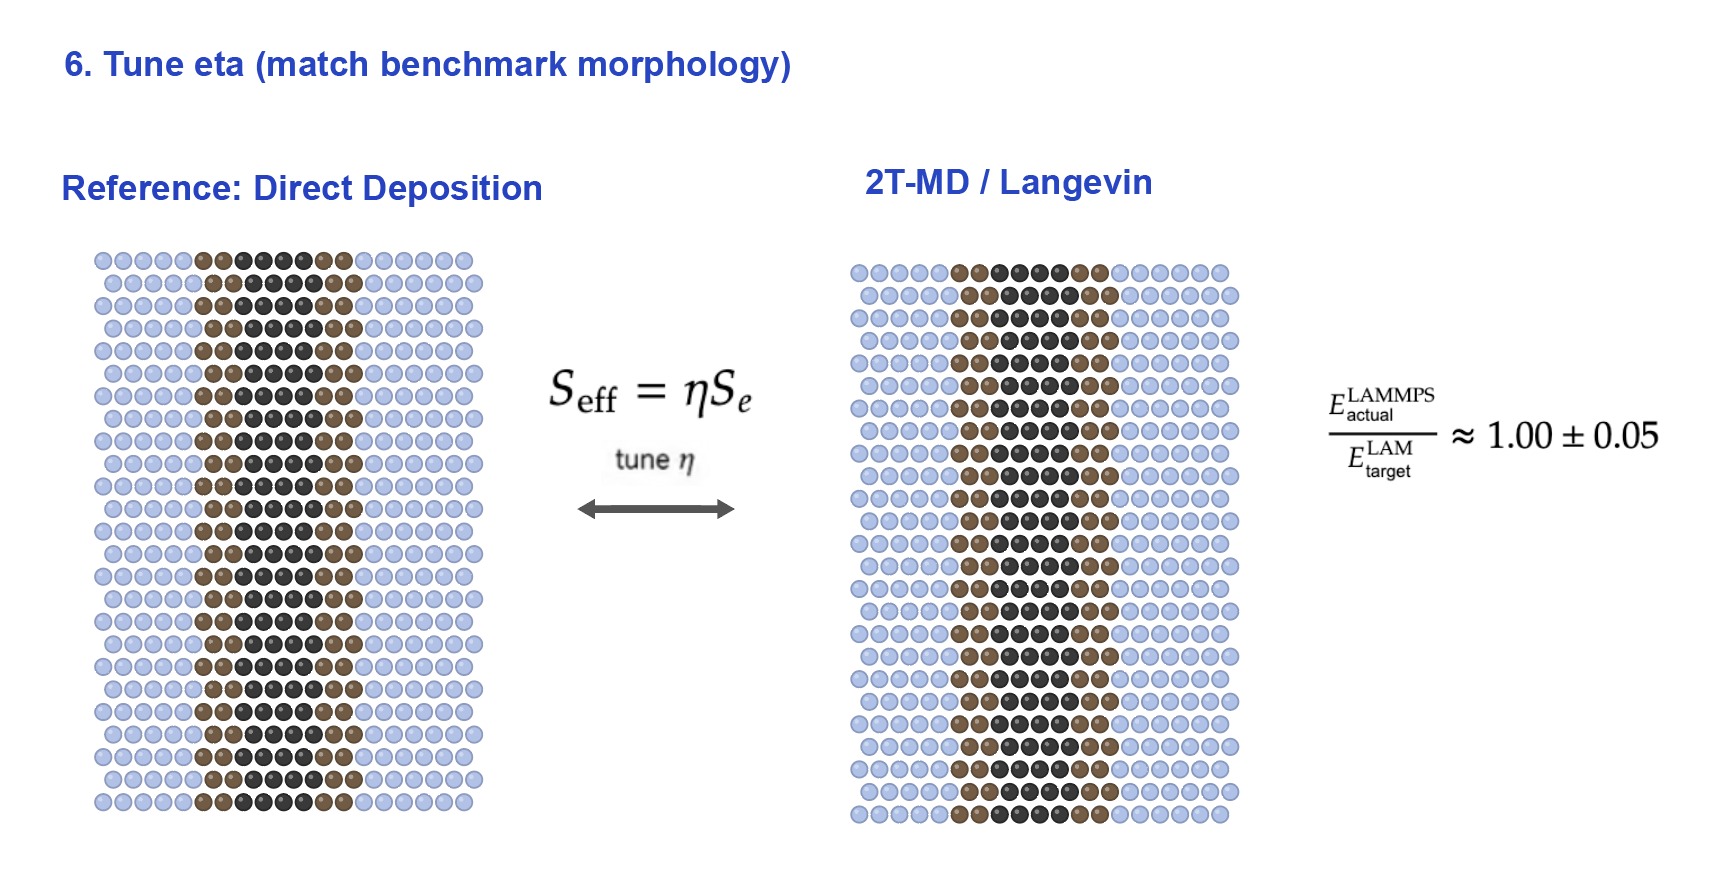 6. Tune eta (match benchmark morphology)
Reference: Direct Deposition
2T-MD / Langevin
S_eff = ηS_e
tune η
E_actual^LAMMPS / E_target^LAM ≈ 1.00 ± 0.05